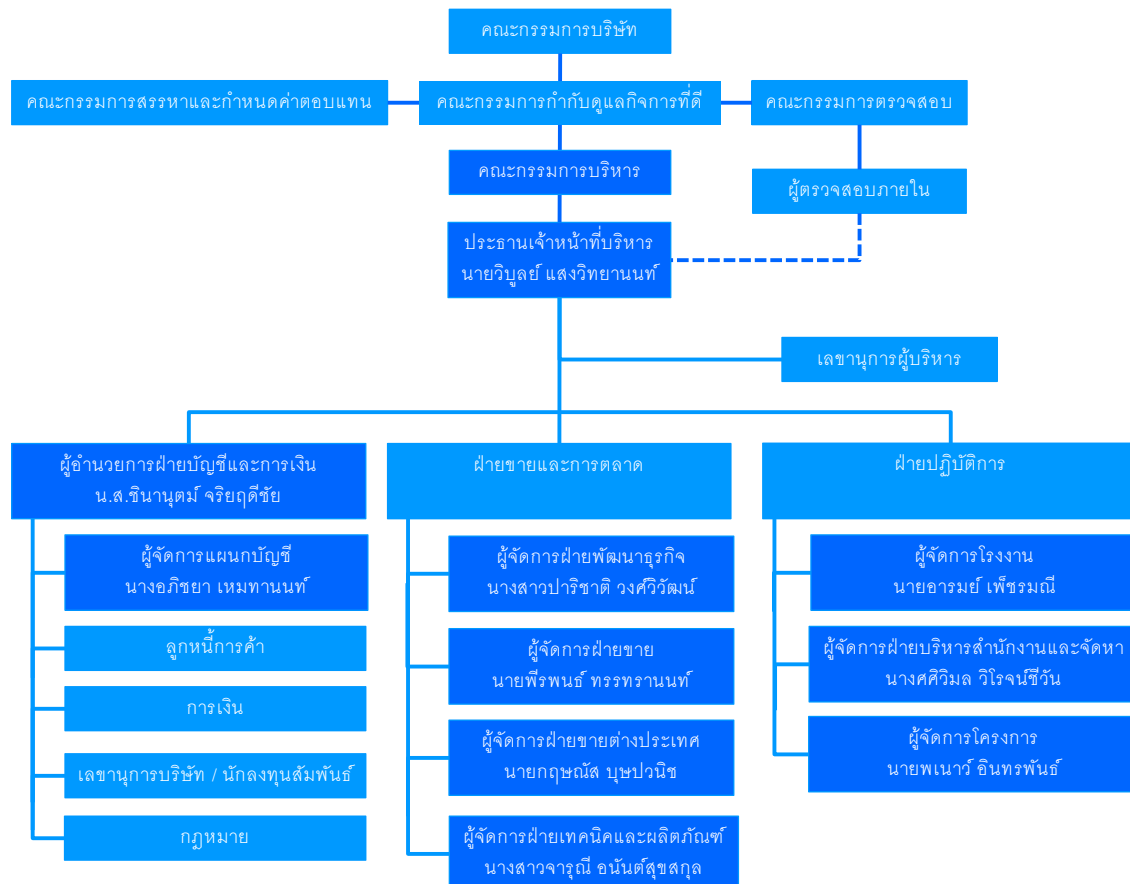 คณะกรรมการบริษัท
คณะกรรมการสรรหาและกำหนดค่าตอบแทน
คณะกรรมการกำกับดูแลกิจการที่ดี
คณะกรรมการตรวจสอบ
คณะกรรมการบริหาร
ผู้ตรวจสอบภายใน
ประธานเจ้าหน้าที่บริหาร
นายวิบูลย์ แสงวิทยานนท์
เลขานุการผู้บริหาร
ผู้อำนวยการฝ่ายบัญชีและการเงิน
น.ส.ชินานุตม์ จริยฤดีชัย
ผู้จัดการแผนกบัญชี
นางอภิชยา เหมทานนท์
ลูกหนี้การค้า
การเงิน
เลขานุการบริษัท / นักลงทุนสัมพันธ์
กฎหมาย
ฝ่ายขายและการตลาด
ผู้จัดการฝ่ายพัฒนาธุรกิจ
นางสาวปาริชาติ วงศ์วิวัฒน์
ผู้จัดการฝ่ายขาย
นายพีรพนธ์ ทรรทรานนท์
ผู้จัดการฝ่ายขายต่างประเทศ
นายกฤษณัส บุษปวนิช
ผู้จัดการฝ่ายเทคนิคและผลิตภัณฑ์
นางสาวจารุณี อนันต์สุขสกุล
ฝ่ายปฏิบัติการ
ผู้จัดการโรงงาน
นายอารมย์ เพ็ชรมณี
ผู้จัดการฝ่ายบริหารสำนักงานและจัดหา
นางศศิวิมล วิโรจน์ชีวัน
ผู้จัดการโครงการ
นายพเนาว์ อินทรพันธ์